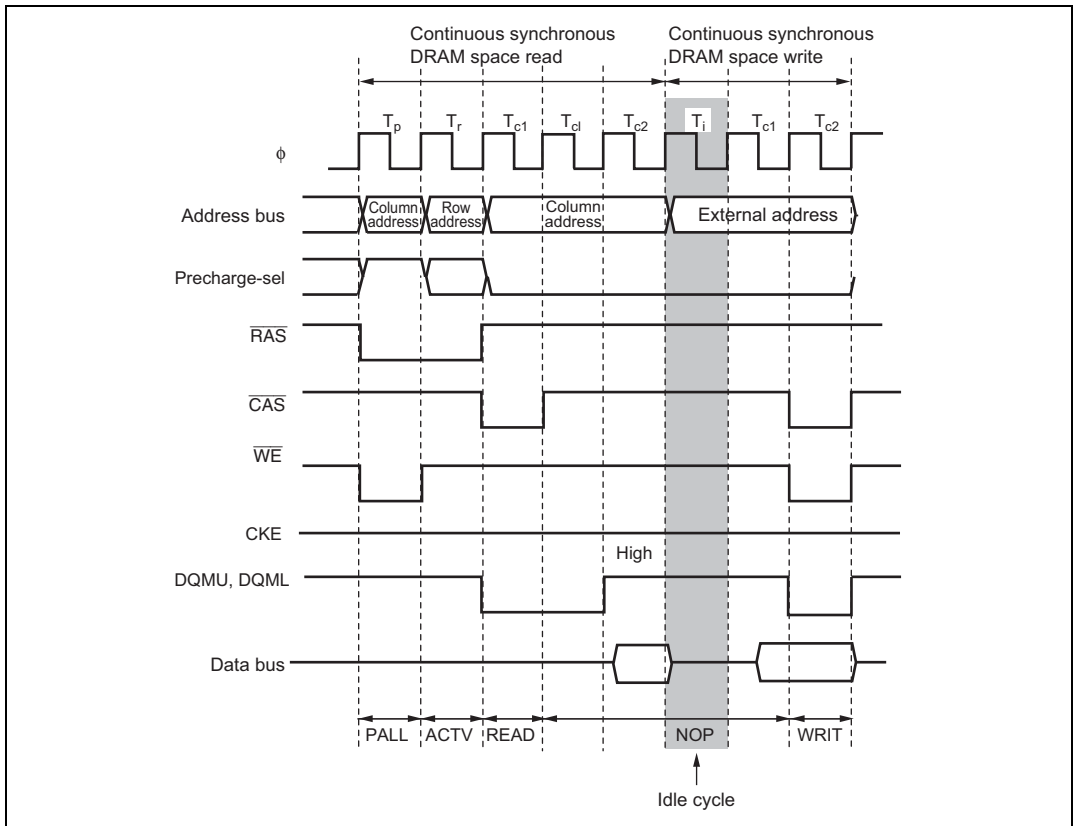 Continuous synchronous
DRAM space read
Continuous synchronous
DRAM space write
Tp Tr Tc1 Tcl Tc2 Ti Tc1 Tc2
ϕ
Address bus
Column
address
Row
address
Column
address
External address
Precharge-sel
RAS
CAS
WE
CKE
High
DQMU, DQML
Data bus
PALL ACTV READ NOP WRIT
Idle cycle